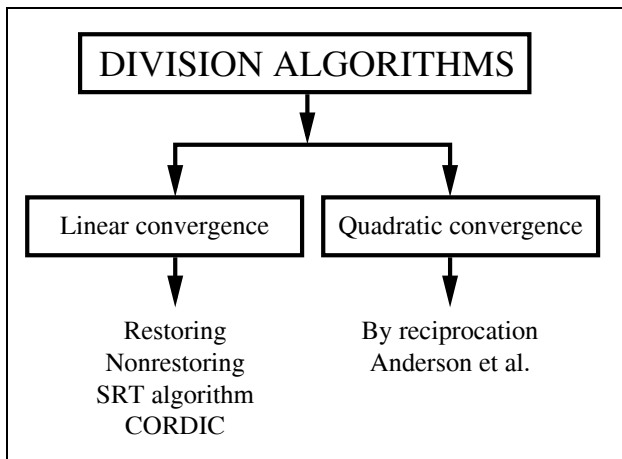 DIVISION ALGORITHMS
Linear convergence
Quadratic convergence
Restoring
Nonrestoring
SRT algorithm
CORDIC
By reciprocation
Anderson et al.